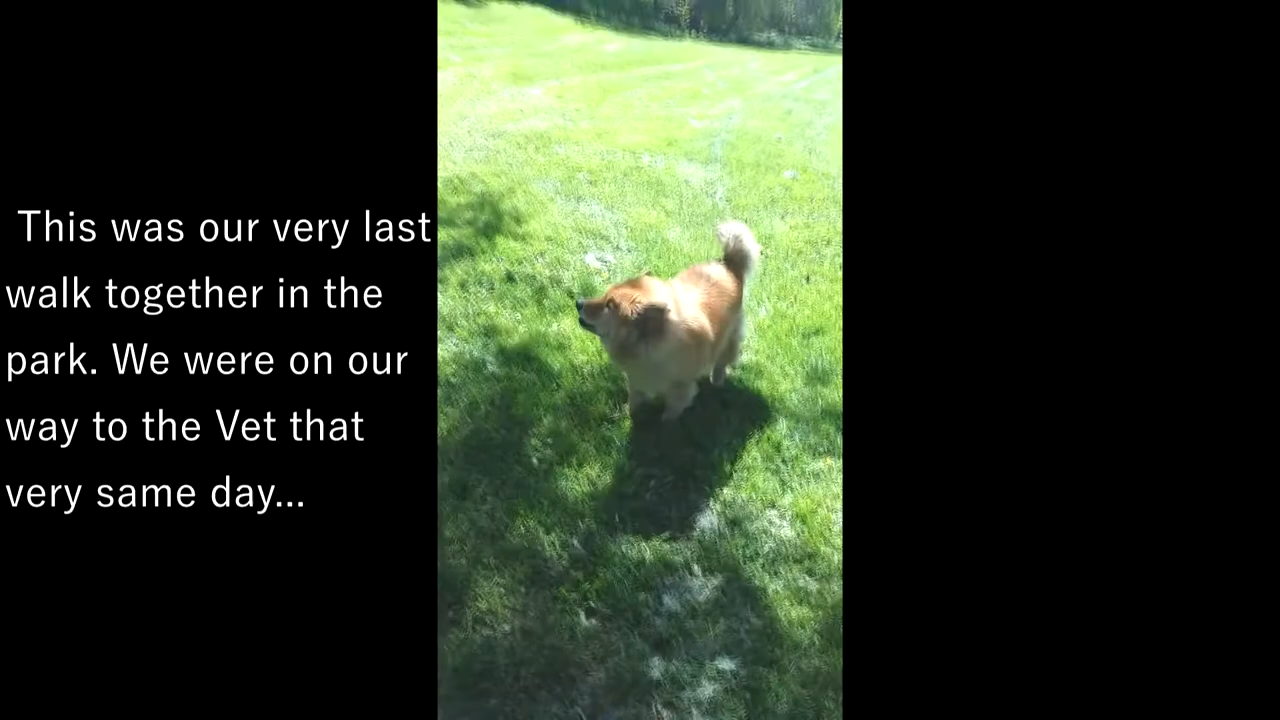 This was our very last
walk together in the
park. We were on our
way to the Vet that
very same day...